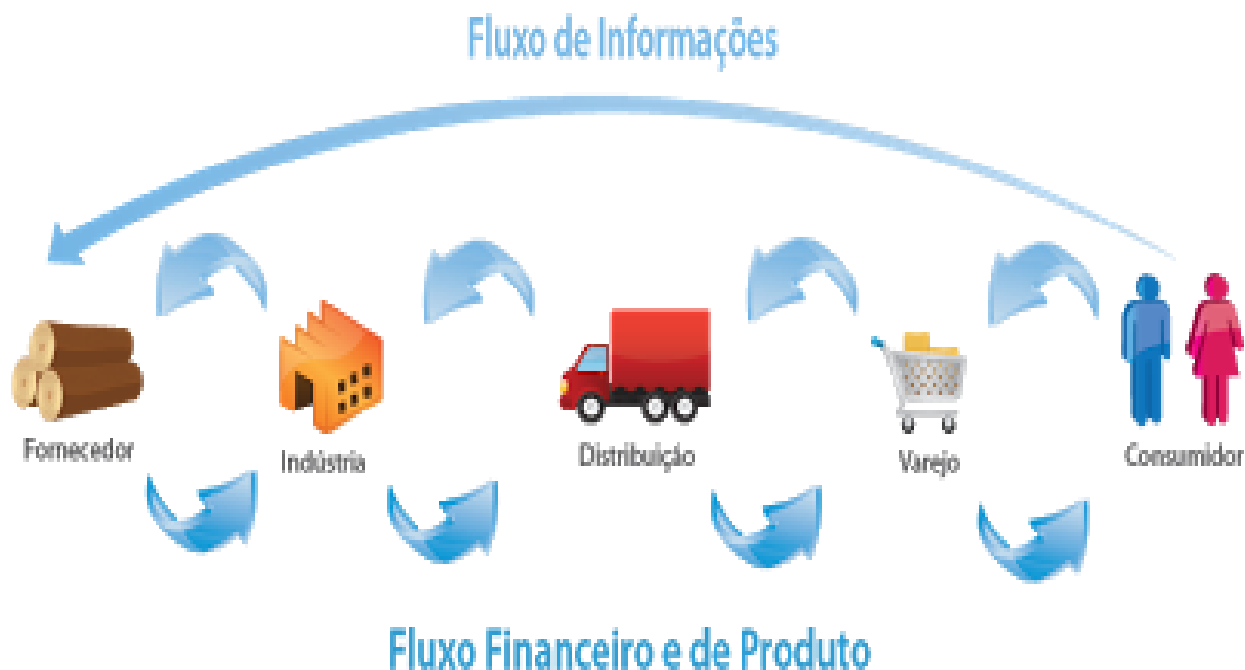 Fluxo de Informações
Fornecedor
Indústria
Distribuição
Varejo
Consumidor
Fluxo Financeiro e de Produto